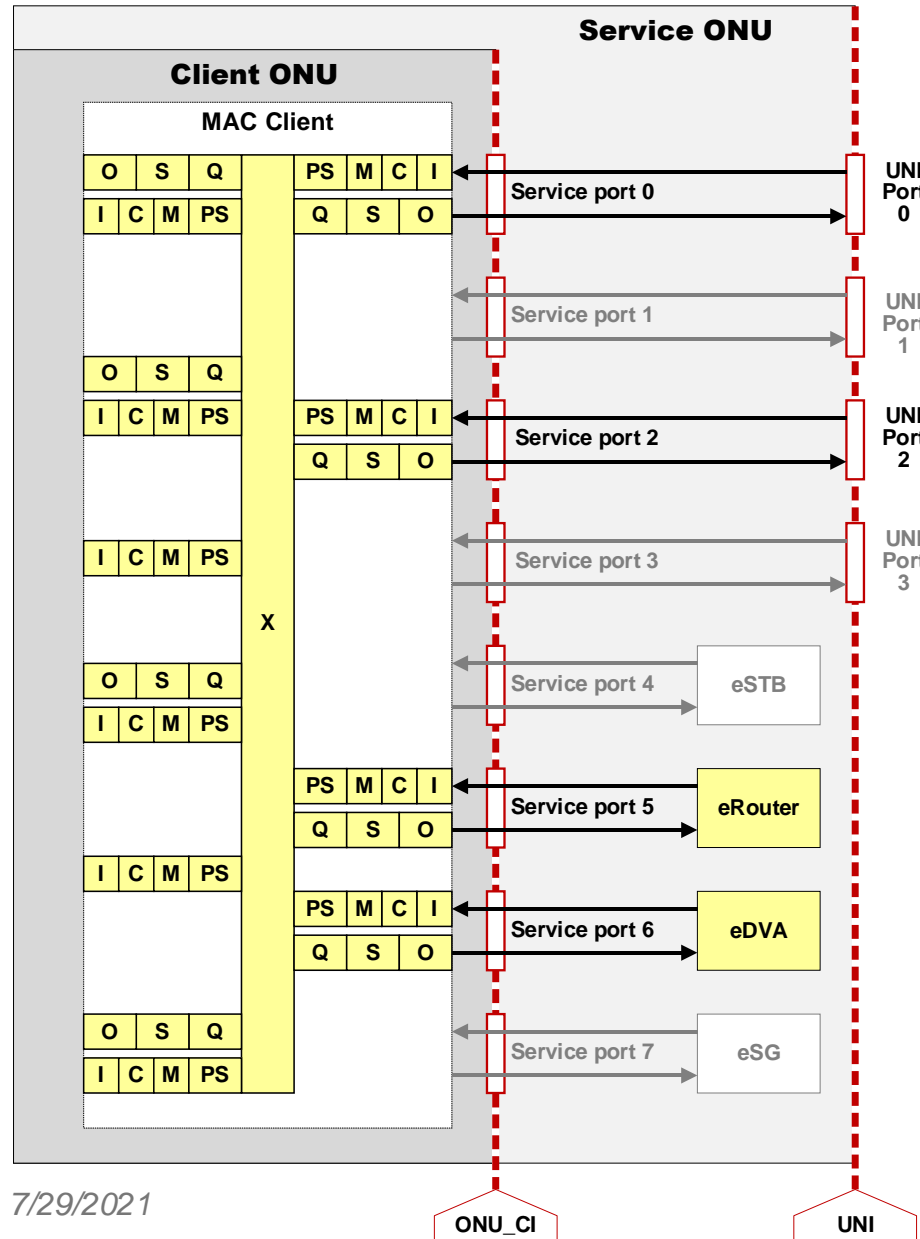 Service ONU
Client ONU
MAC Client
O S Q PS M C I
I C M PS Q S O
Service port 0
UNI
Port
0
Service port 1
UNI
Port
1
O S Q
I C M PS PS M C I
Q S O
Service port 2
UNI
Port
2
I C M PS
Service port 3
UNI
Port
3
X
O S Q
I C M PS
Service port 4
eSTB
PS M C I
Q S O
Service port 5
eRouter
I C M PS
PS M C I
Q S O
Service port 6
eDVA
O S Q
I C M PS
Service port 7
eSG
7/29/2021
ONU_CI
UNI